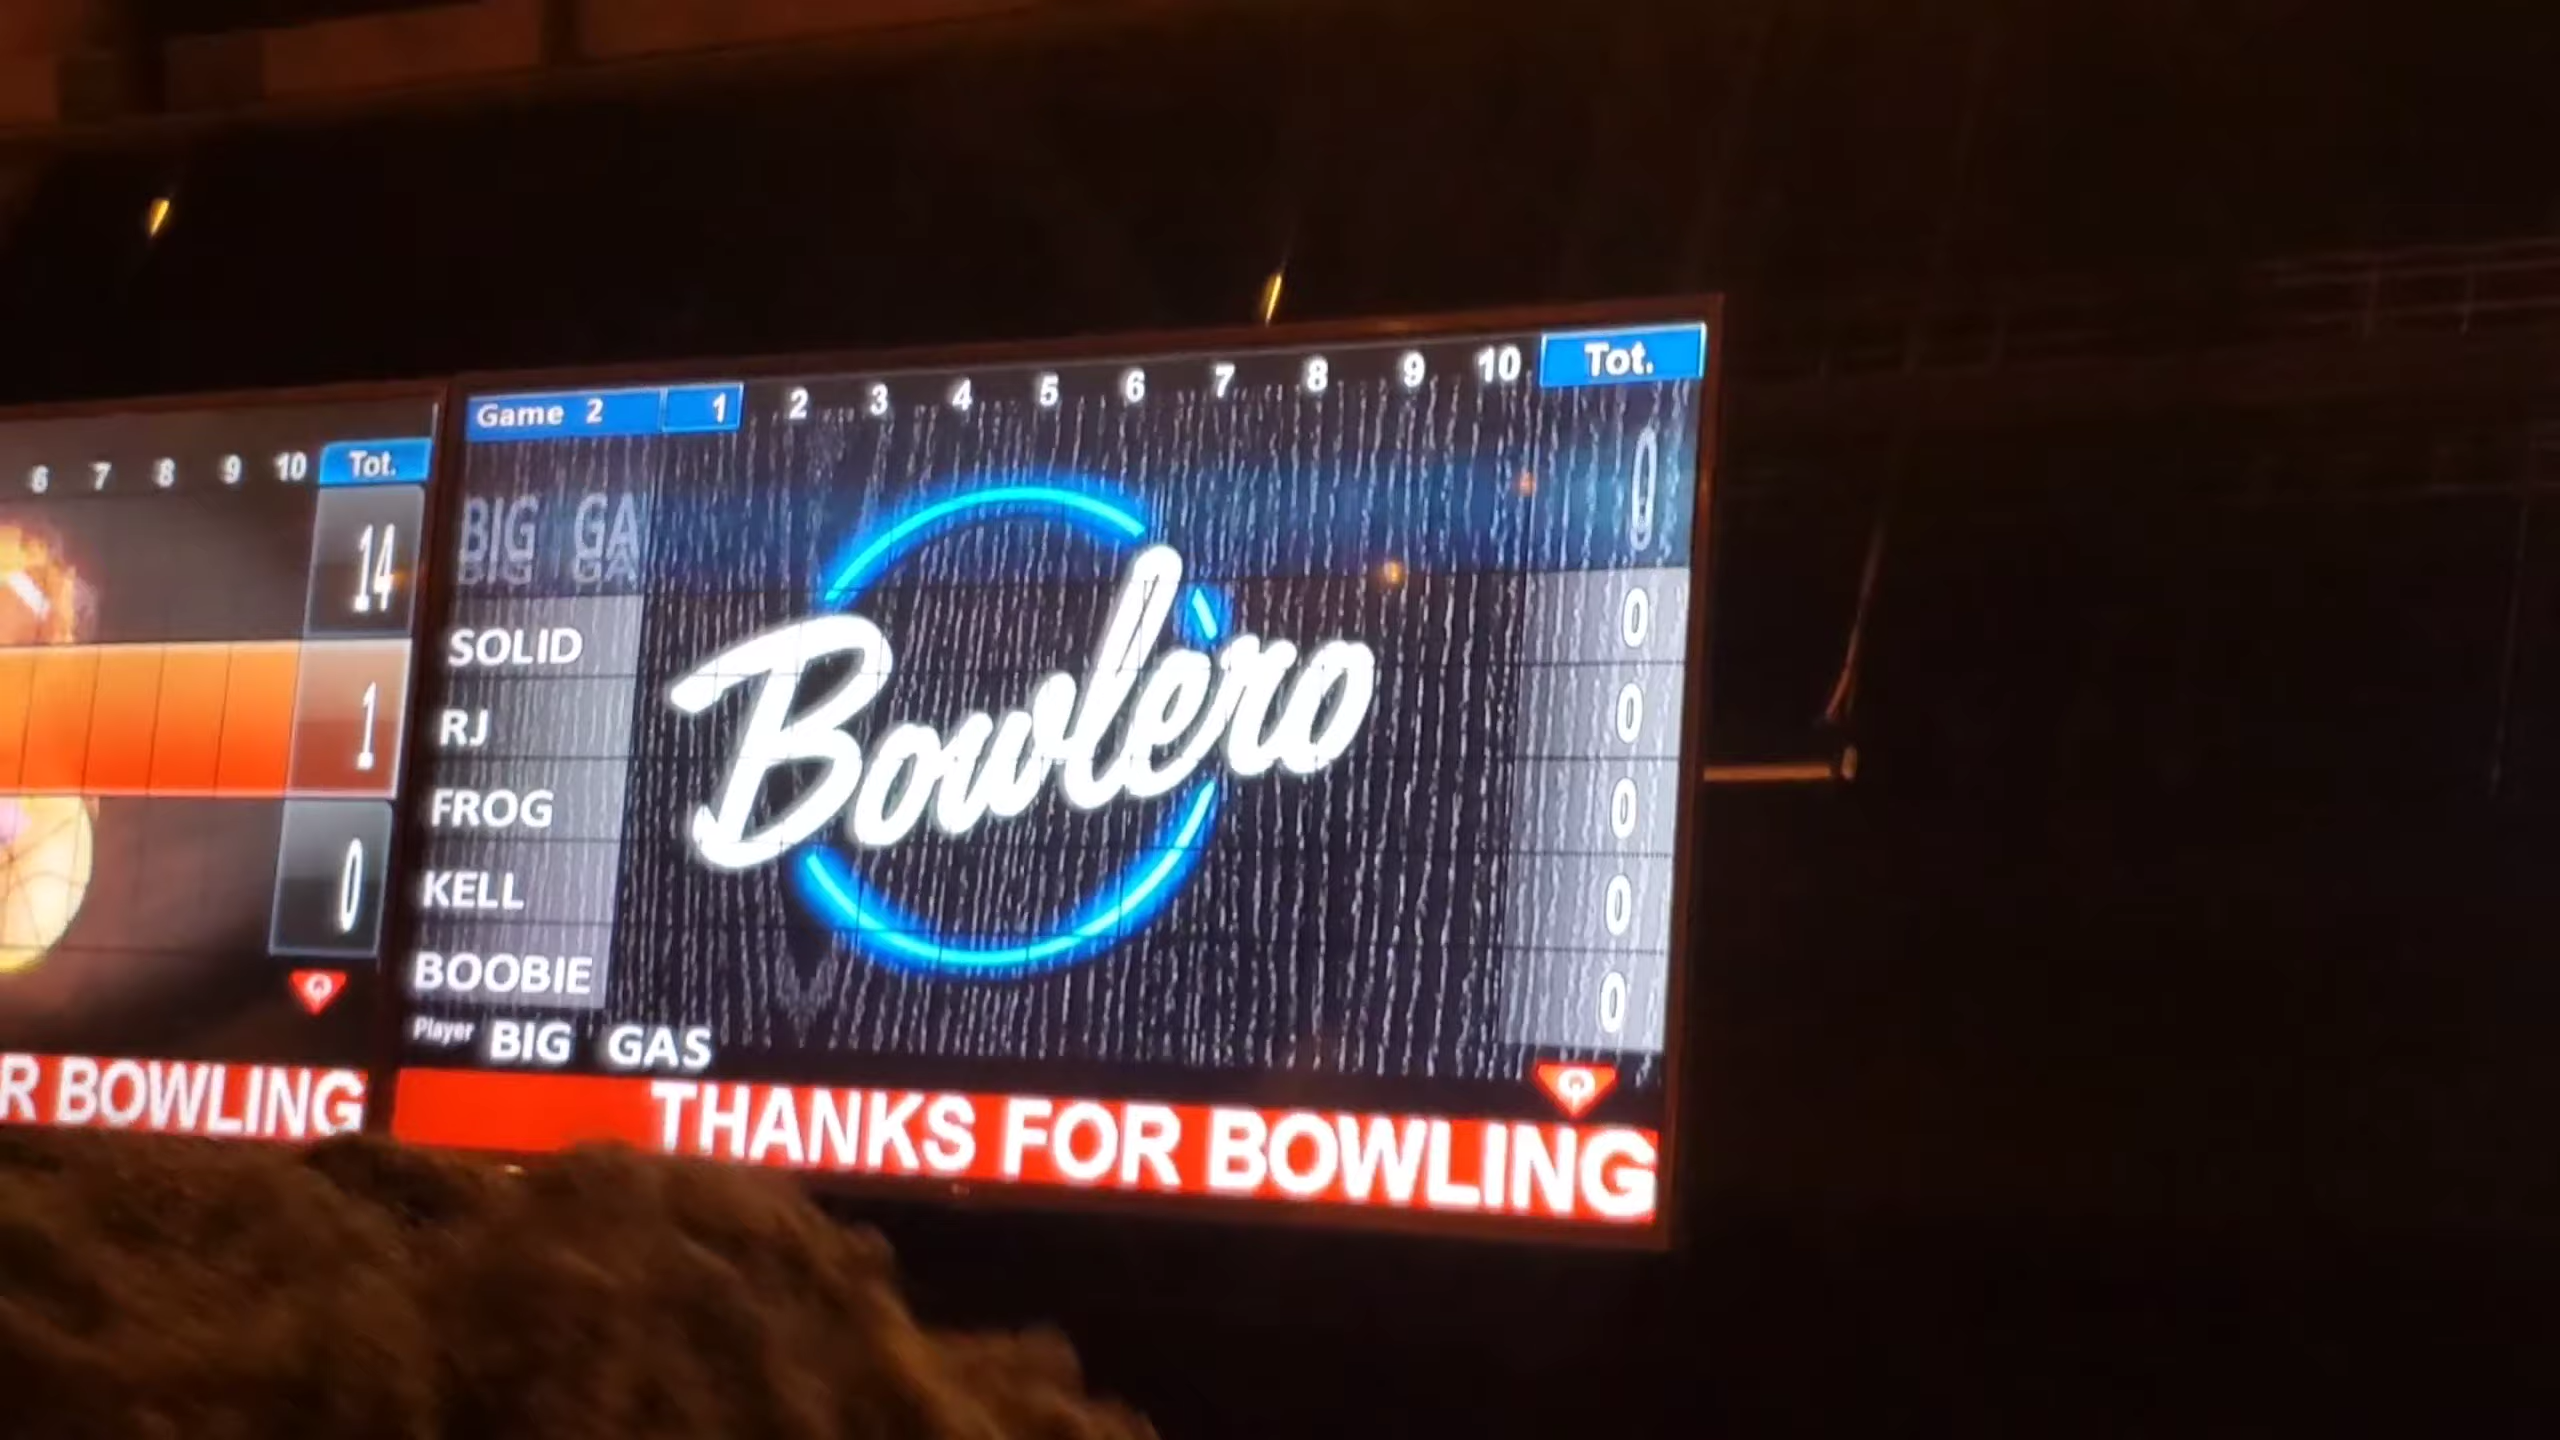 6 7 8 9 10 Tot.
14
1
0
R BOWLING
Game 2 1 2 3 4 5 6 7 8 9 10 Tot.
BIG GA 0
SOLID 0
RJ 0
FROG 0
KELL 0
BOOBIE 0
Bowlero
Player BIG GAS
THANKS FOR BOWLING